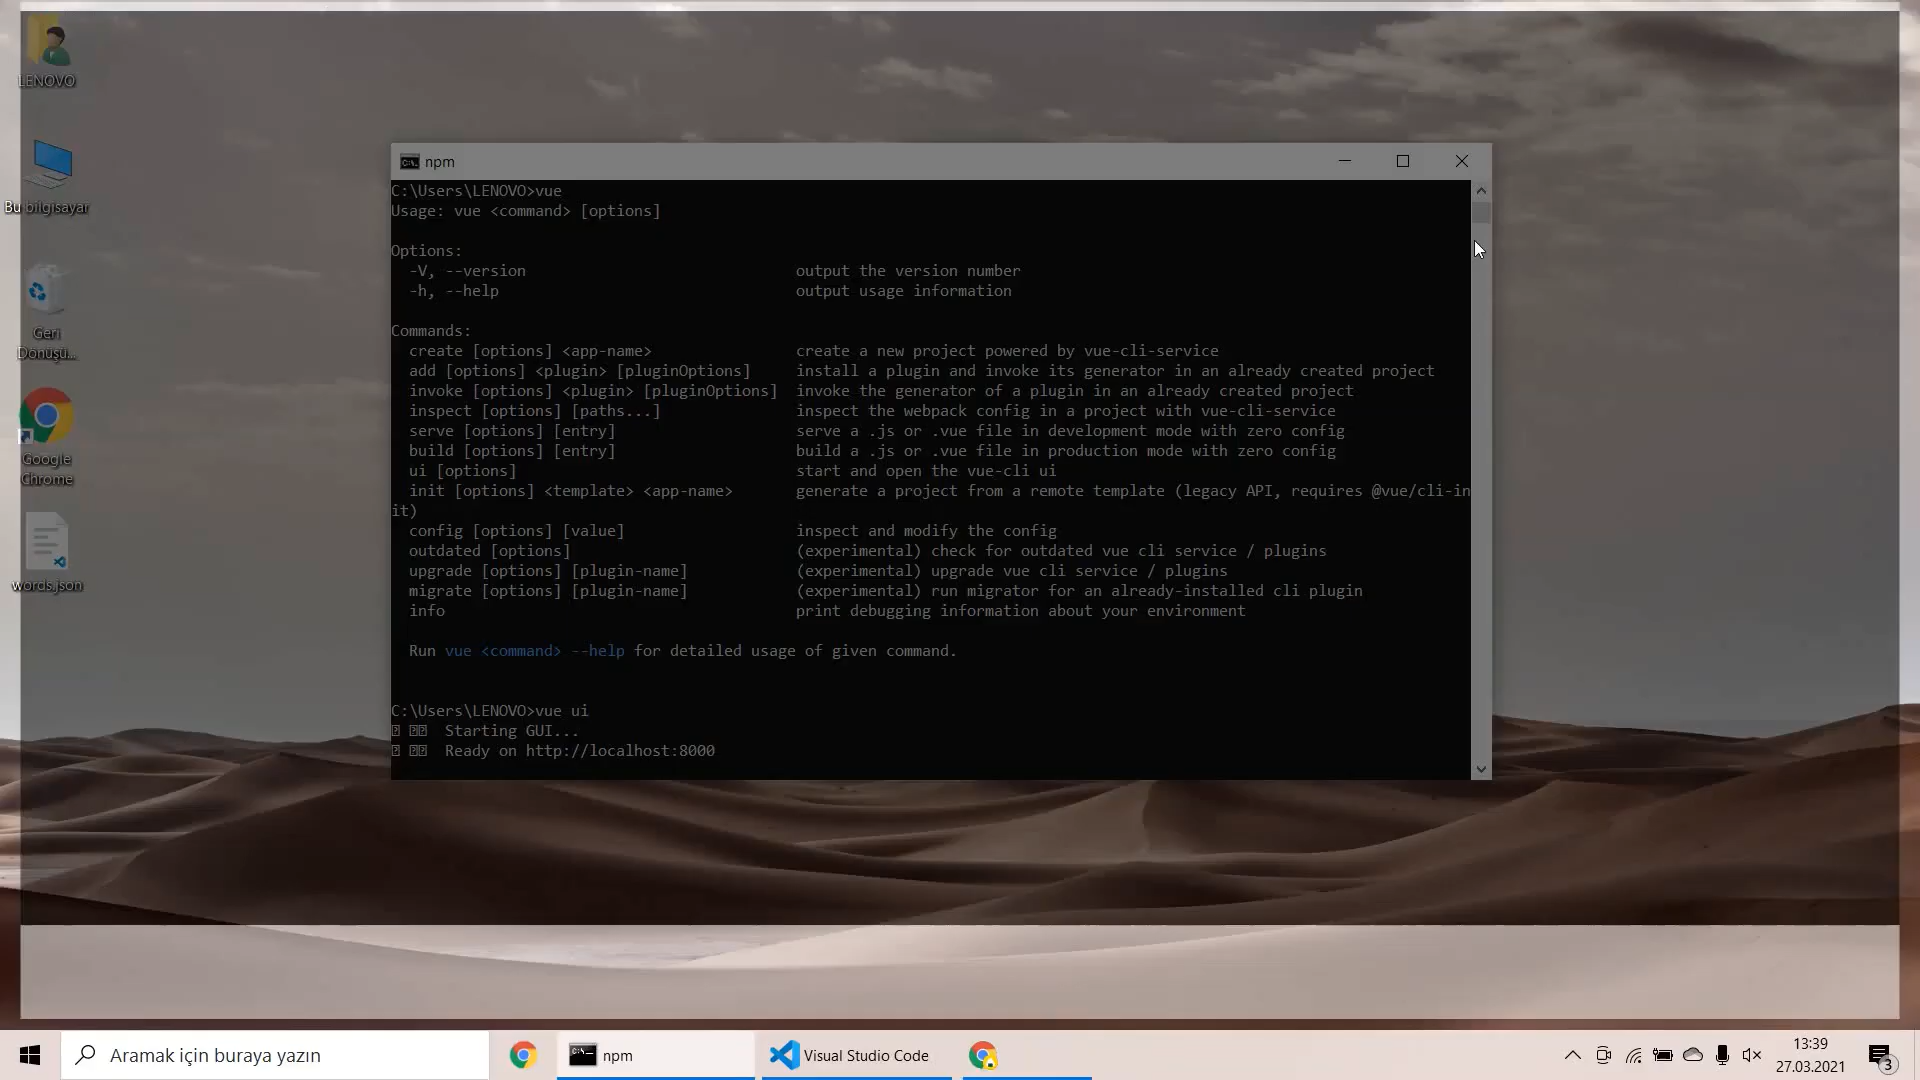 LENOVO
Bu bilgisayar
Geri
Dönüşü...
Google
Chrome
words.json
npm
C:\Users\LENOVO>vue
Usage: vue <command> [options]
Options:
-V, --version output the version number
-h, --help output usage information
Commands:
create [options] <app-name> create a new project powered by vue-cli-service
add [options] <plugin> [pluginOptions] install a plugin and invoke its generator in an already created project
invoke [options] <plugin> [pluginOptions] invoke the generator of a plugin in an already created project
inspect [options] [paths...] inspect the webpack config in a project with vue-cli-service
serve [options] [entry] serve a .js or .vue file in development mode with zero config
build [options] [entry] build a .js or .vue file in production mode with zero config
ui [options] start and open the vue-cli ui
init [options] <template> <app-name> generate a project from a remote template (legacy API, requires @vue/cli-in
it)
config [options] [value] inspect and modify the config
outdated [options] (experimental) check for outdated vue cli service / plugins
upgrade [options] [plugin-name] (experimental) upgrade vue cli service / plugins
migrate [options] [plugin-name] (experimental) run migrator for an already-installed cli plugin
info print debugging information about your environment
Run vue <command> --help for detailed usage of given command.
C:\Users\LENOVO>vue ui
Starting GUI...
Ready on http://localhost:8000
Aramak için buraya yazın
npm
Visual Studio Code
13:39
27.03.2021
3